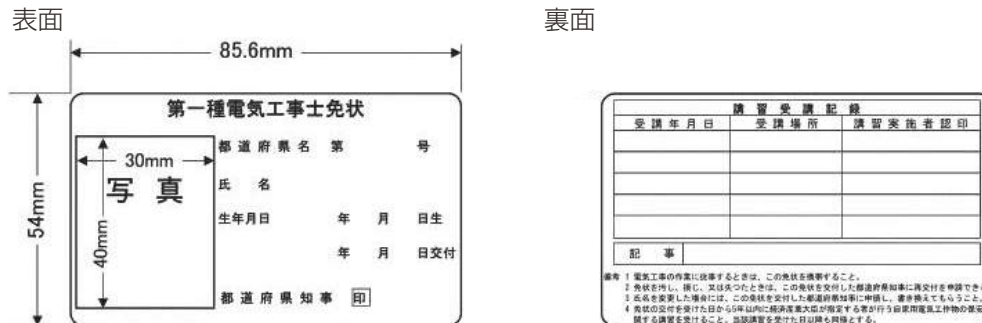 表面
裏面
85.6mm
54mm
第一種電気工事士免状
30mm
40mm
写真
都道府県名 第 号
氏 名
生年月日 年 月 日生
年 月 日交付
都道府県知事 印
講習受講記録
受講年月日 受講場所 講習実施者認印
記 事
備考 1 電気工事の作業に従事するときは、この免状を携帯すること。
2 免状を汚し、損じ、又は失つたときは、この免状を交付した都道府県知事に再交付を申請でき
3 氏名を変更した場合には、この免状を交付した都道府県知事に申請し、書き換えてもらうこと。
4 免状の交付を受けた日から5年以内に経済産業大臣が指定する者が行う自家用電気工作物の保安
関する講習を受けること。当該講習を受けた日以降も同様とする。